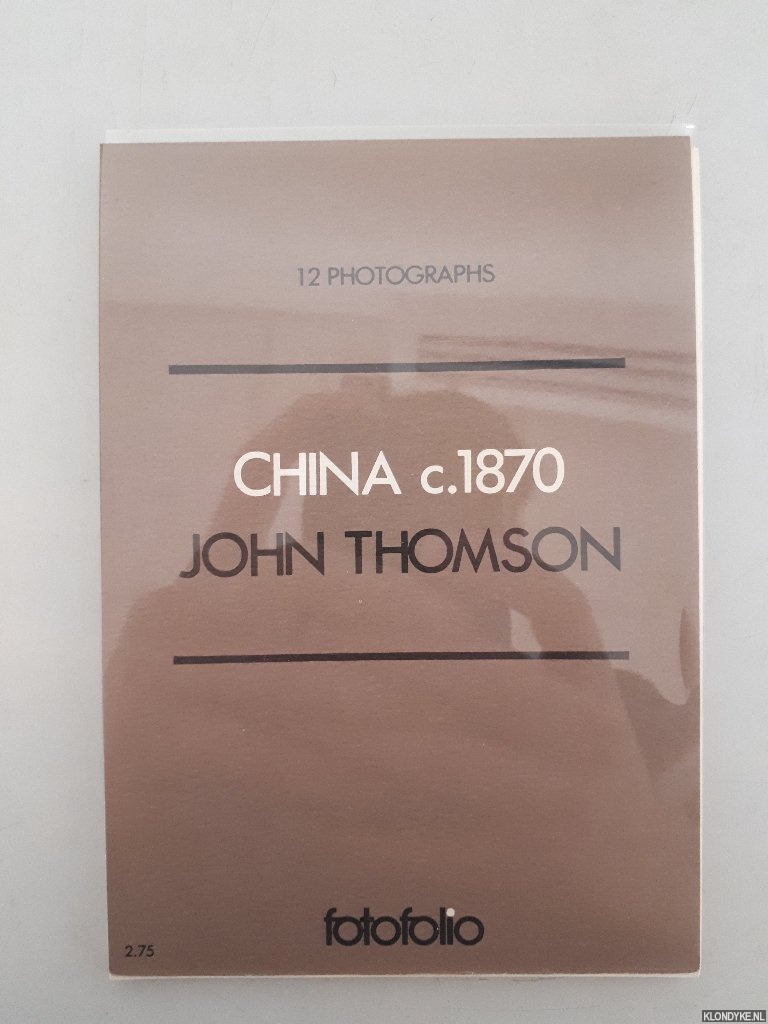 12 PHOTOGRAPHS
CHINA c.1870
JOHN THOMSON
fotofolio
2.75
KLONDYKE.NL